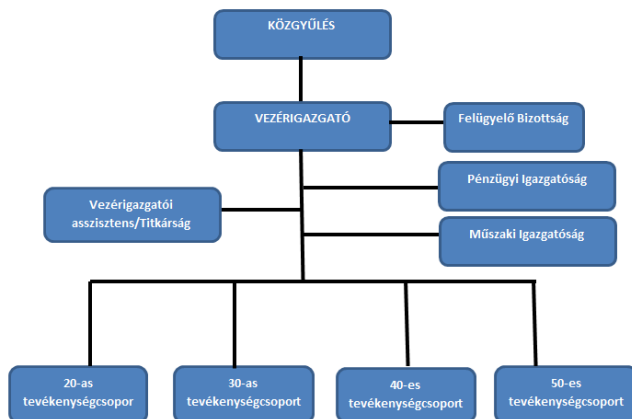 KÖZGYŰLÉS
VEZÉRIGAZGATÓ
Felügyelő Bizottság
Pénzügyi Igazgatóság
Vezérigazgatói
asszisztens/Titkárság
Műszaki Igazgatóság
20-as
tevékenységcsopor
30-as
tevékenységcsoport
40-es
tevékenységcsoport
50-es
tevékenységcsoport